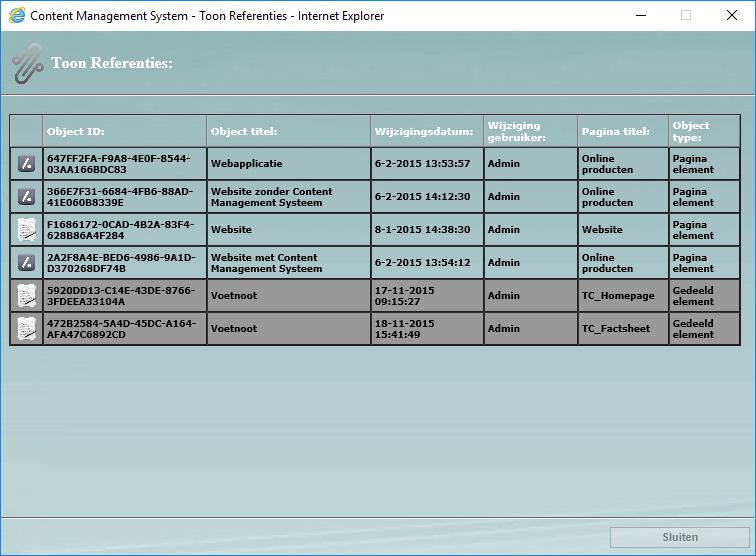 Content Management System - Toon Referenties - Internet Explorer
Toon Referenties:
Object ID: Object titel: Wijzigingsdatum: Wijziging gebruiker: Pagina titel: Object type:
647FF2FA-F9A8-4E0F-8544-03AA166BDC83 Webapplicatie 6-2-2015 13:53:57 Admin Online producten Pagina element
366E7F31-6684-4FB6-88AD-41E060B8339E Website zonder Content Management Systeem 6-2-2015 14:12:30 Admin Online producten Pagina element
F1686172-0CAD-4B2A-83F4-628B86A4F284 Website 8-1-2015 14:38:30 Admin Website Pagina element
2A2F8A4E-BED6-4986-9A1D-D370268DF74B Website met Content Management Systeem 6-2-2015 13:54:12 Admin Online producten Pagina element
5920DD13-C14E-43DE-8766-3FDEEA33104A Voetnoot 17-11-2015 09:15:27 Admin TC_Homepage Gedeeld element
472B2584-5A4D-45DC-A164-AFA47C6892CD Voetnoot 18-11-2015 15:41:49 Admin TC_Factsheet Gedeeld element
Sluiten